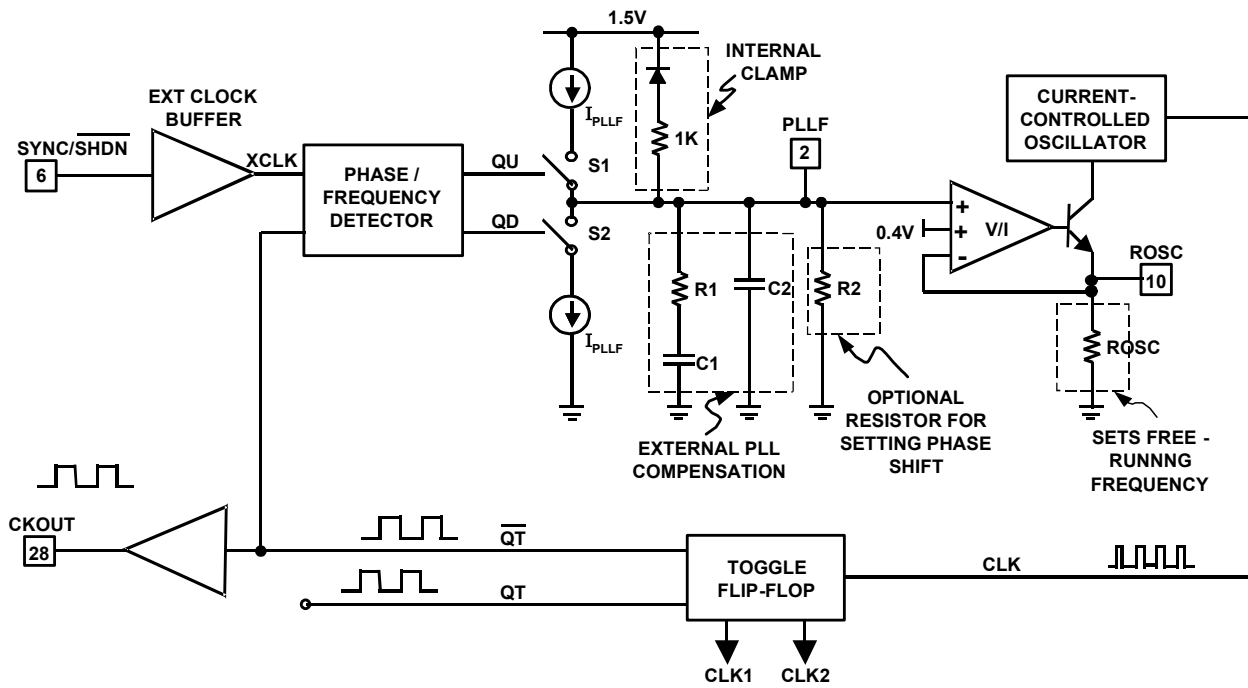 1.5V
INTERNAL
CLAMP
EXT CLOCK
BUFFER
I_PLLF
1K
PLLF
2
CURRENT-
CONTROLLED
OSCILLATOR
SYNC/SHDN
6
XCLK
PHASE /
FREQUENCY
DETECTOR
QU
S1
QD
S2
0.4V
+
+
-
V/I
ROSC
10
I_PLLF
R1
C1
C2
R2
ROSC
EXTERNAL PLL
COMPENSATION
OPTIONAL
RESISTOR FOR
SETTING PHASE
SHIFT
SETS FREE -
RUNNNG
FREQUENCY
CKOUT
28
QT
QT
TOGGLE
FLIP-FLOP
CLK
CLK1
CLK2